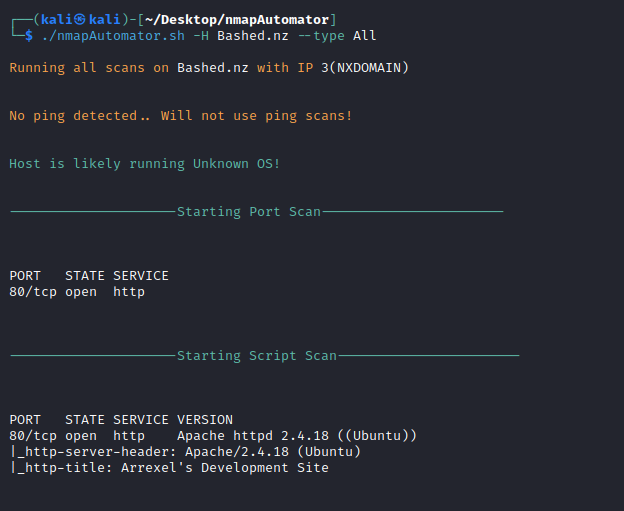 ┌──(kali㉿kali)-[~/Desktop/nmapAutomator]
└─$ ./nmapAutomator.sh -H Bashed.nz --type All
Running all scans on Bashed.nz with IP 3(NXDOMAIN)
No ping detected.. Will not use ping scans!
Host is likely running Unknown OS!
---------------------Starting Port Scan-----------------------
PORT   STATE SERVICE
80/tcp open  http
---------------------Starting Script Scan-----------------------
PORT   STATE SERVICE VERSION
80/tcp open  http    Apache httpd 2.4.18 ((Ubuntu))
|_http-server-header: Apache/2.4.18 (Ubuntu)
|_http-title: Arrexel's Development Site